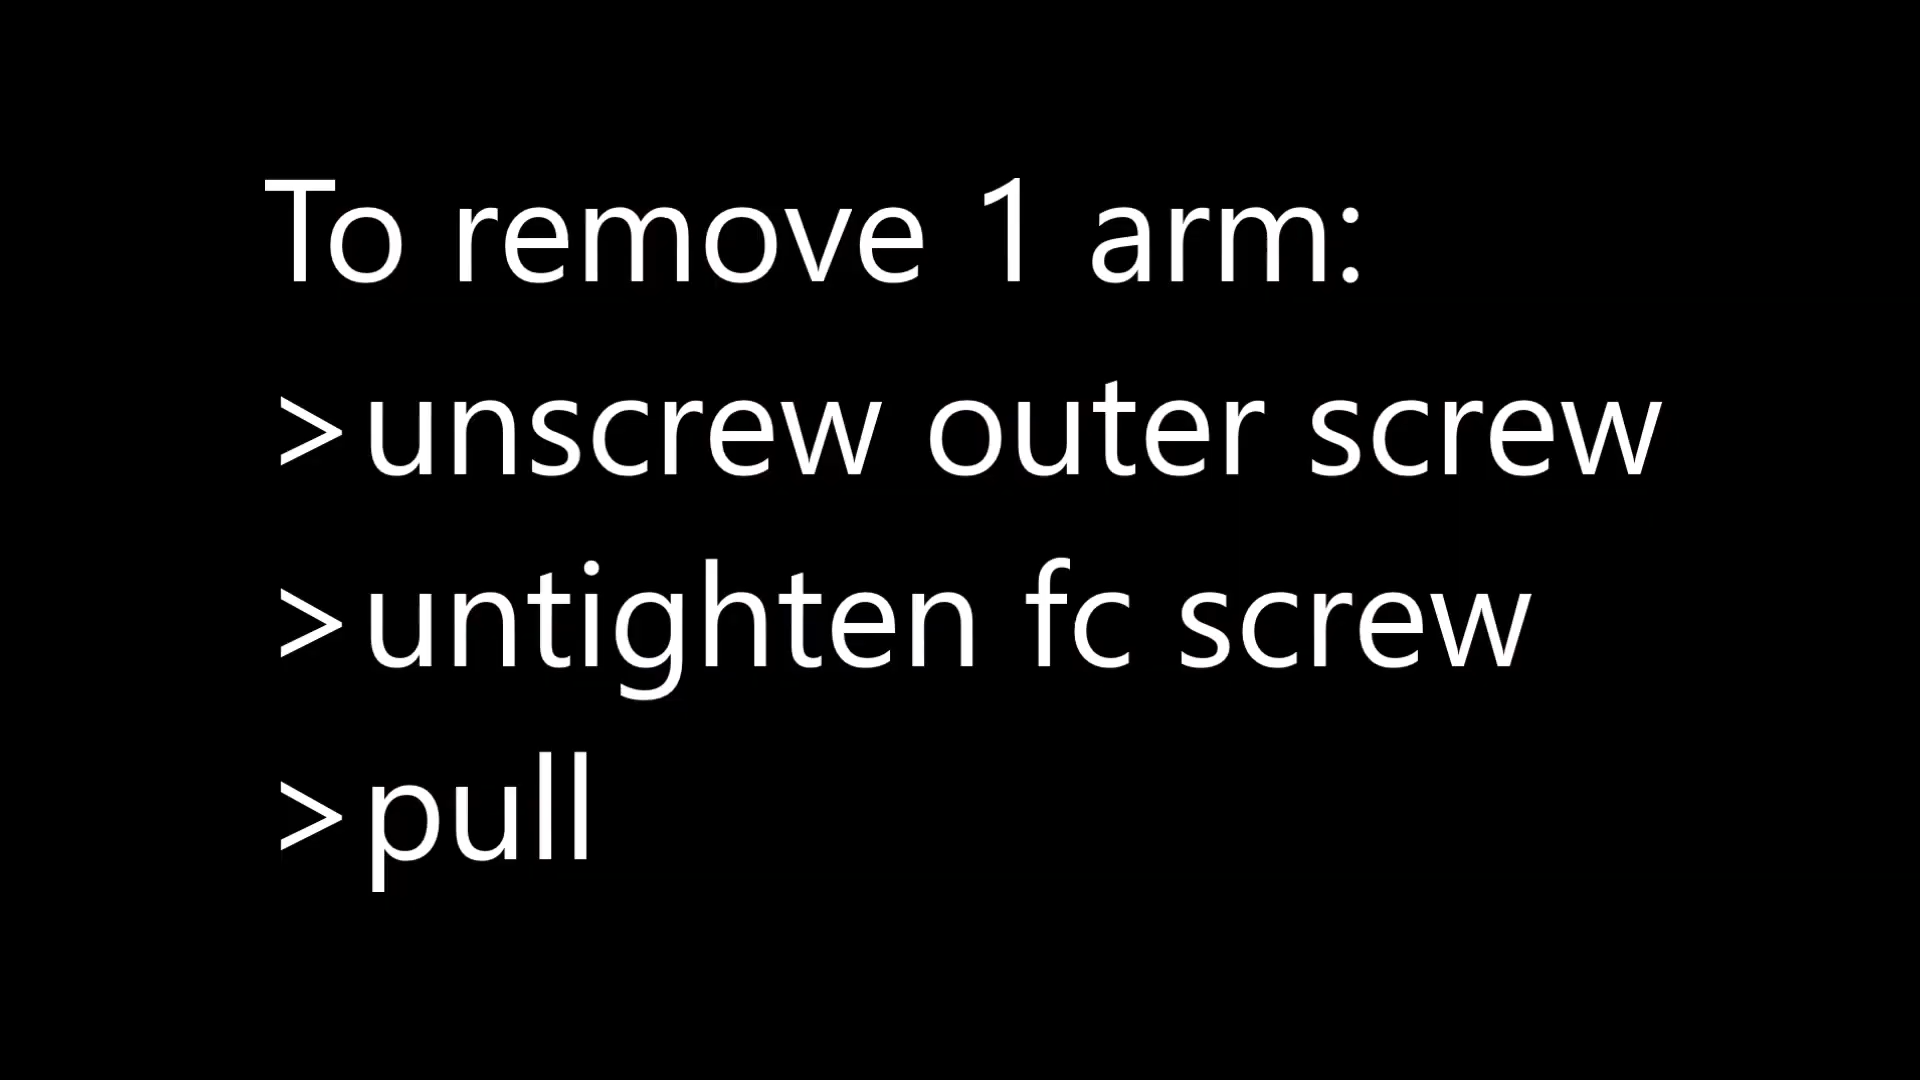 To remove 1 arm:
>unscrew outer screw
>untighten fc screw
>pull